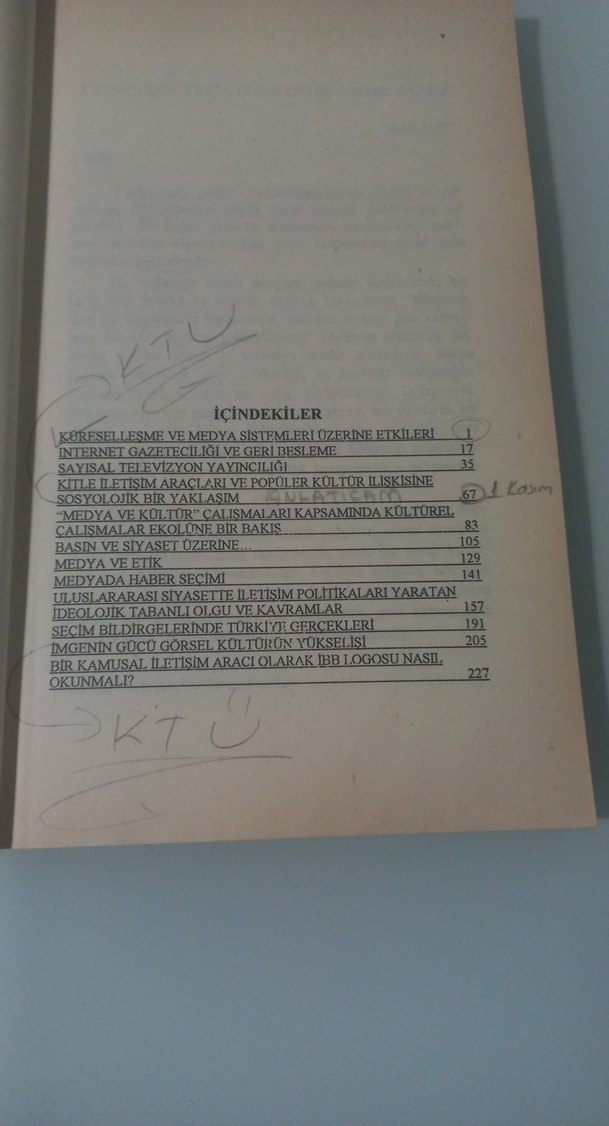 v
KTU
İÇİNDEKİLER
KÜRESELLEŞME VE MEDYA SİSTEMLERİ ÜZERİNE ETKİLERİ 1
İNTERNET GAZETECİLİĞİ VE GERİ BESLEME 17
SAYISAL TELEVİZYON YAYINCILIĞI 35
KİTLE İLETİŞİM ARAÇLARI VE POPÜLER KÜLTÜR İLİŞKİSİNE
SOSYOLOJİK BİR YAKLAŞIM ANLATICAM 67 1 Kasım
“MEDYA VE KÜLTÜR” ÇALIŞMALARI KAPSAMINDA KÜLTÜREL
ÇALIŞMALAR EKOLÜNE BİR BAKIŞ 83
BASIN VE SİYASET ÜZERİNE... 105
MEDYA VE ETİK 129
MEDYADA HABER SEÇİMİ 141
ULUSLARARASI SİYASETTE İLETİŞİM POLİTİKALARI YARATAN
İDEOLOJİK TABANLI OLGU VE KAVRAMLAR 157
SEÇİM BİLDİRGELERİNDE TÜRKİYE GERÇEKLERİ 191
İMGENİN GÜCÜ GÖRSEL KÜLTÜRÜN YÜKSELİŞİ 205
BİR KAMUSAL İLETİŞİM ARACI OLARAK İBB LOGOSU NASIL
OKUNMALI? 227
KTÜ